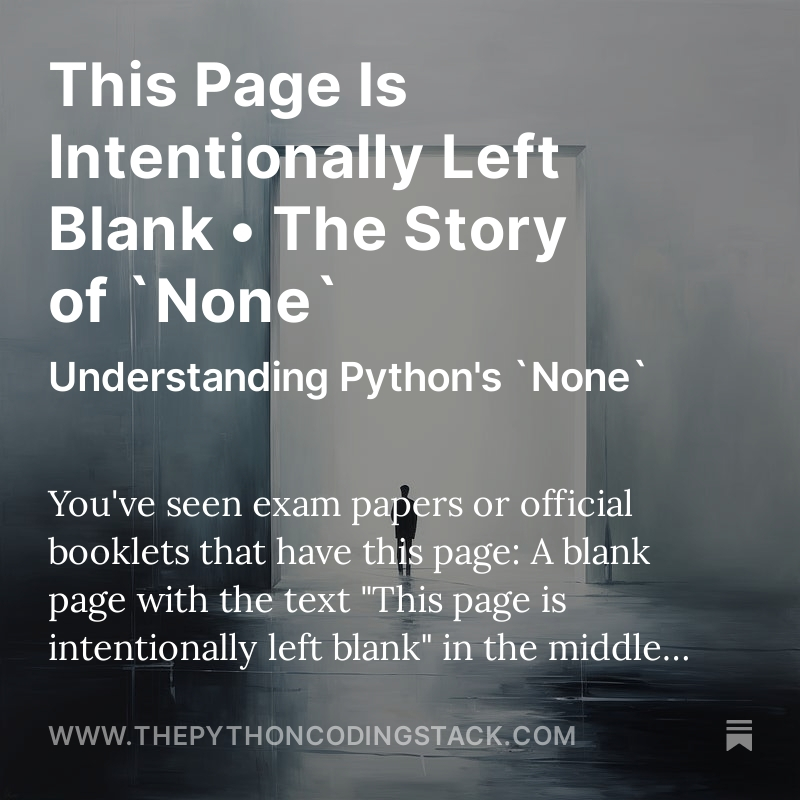 This Page Is
Intentionally Left
Blank • The Story
of `None`
Understanding Python's `None`
You've seen exam papers or official
booklets that have this page: A blank
page with the text "This page is
intentionally left blank" in the middle...
WWW.THEPYTHONCODINGSTACK.COM